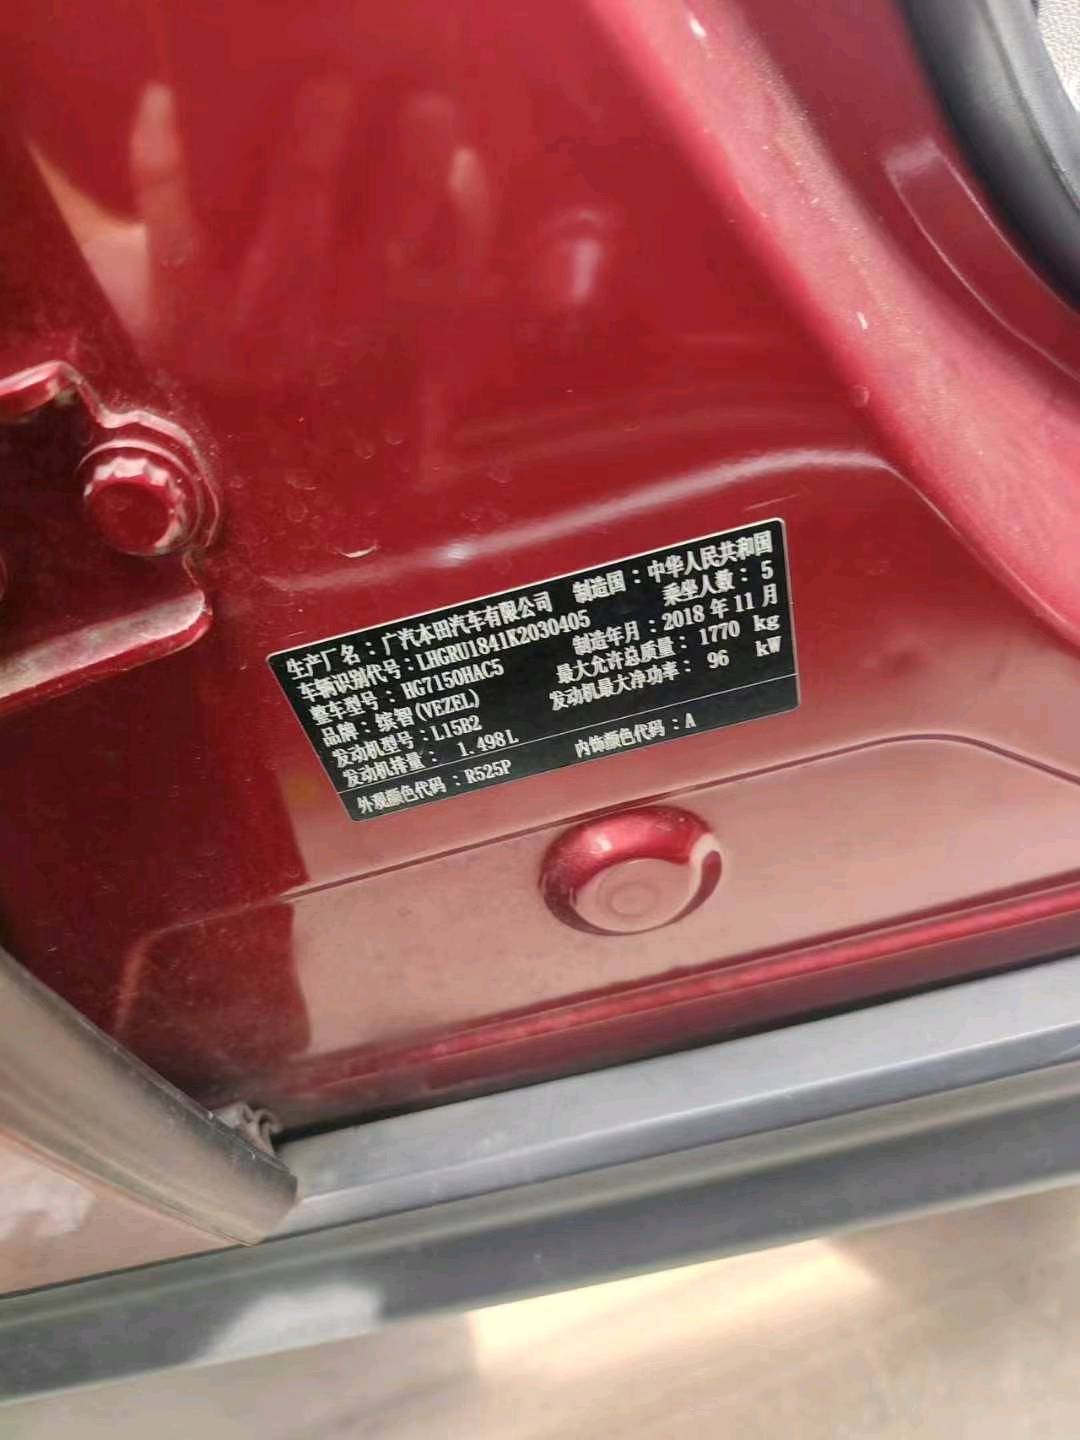 生产厂名：广汽本田汽车有限公司 制造国：中华人民共和国
车辆识别代号：LHGRU1841K2030405 乘坐人数：5
整车型号：HG7150HAC5 制造年月：2018 年 11 月
品牌：缤智(VEZEL) 最大允许总质量：1770 kg
发动机型号：L15B2 发动机最大净功率：96 kW
发动机排量：1.498L
外观颜色代码：R525P 内饰颜色代码：A